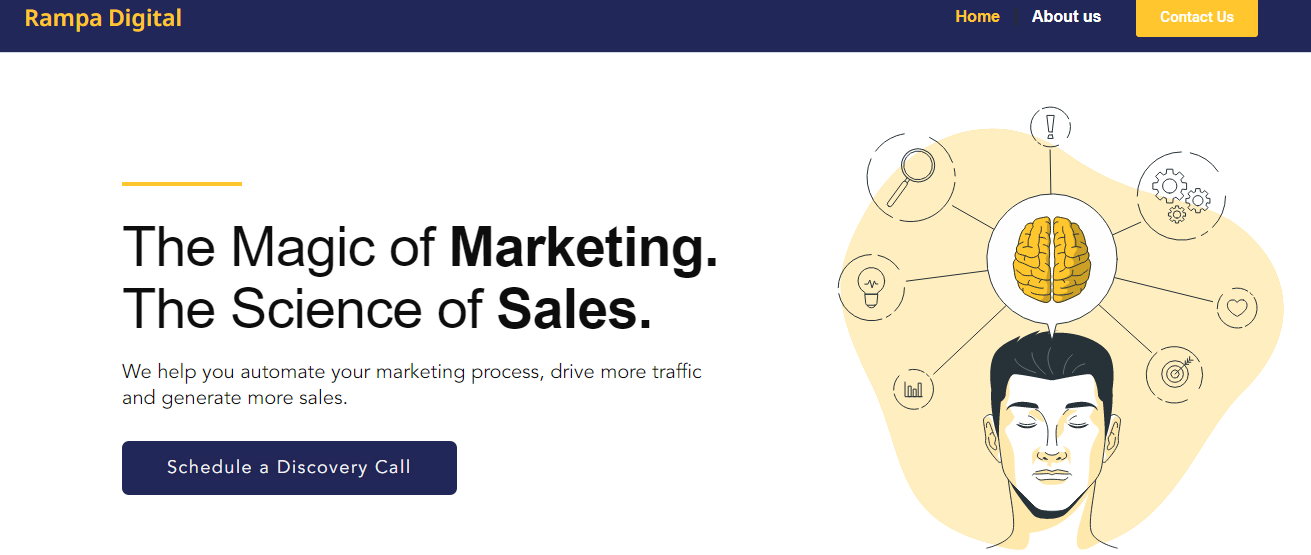 Rampa Digital
Home
About us
Contact Us
The Magic of Marketing.
The Science of Sales.
We help you automate your marketing process, drive more traffic
and generate more sales.
Schedule a Discovery Call